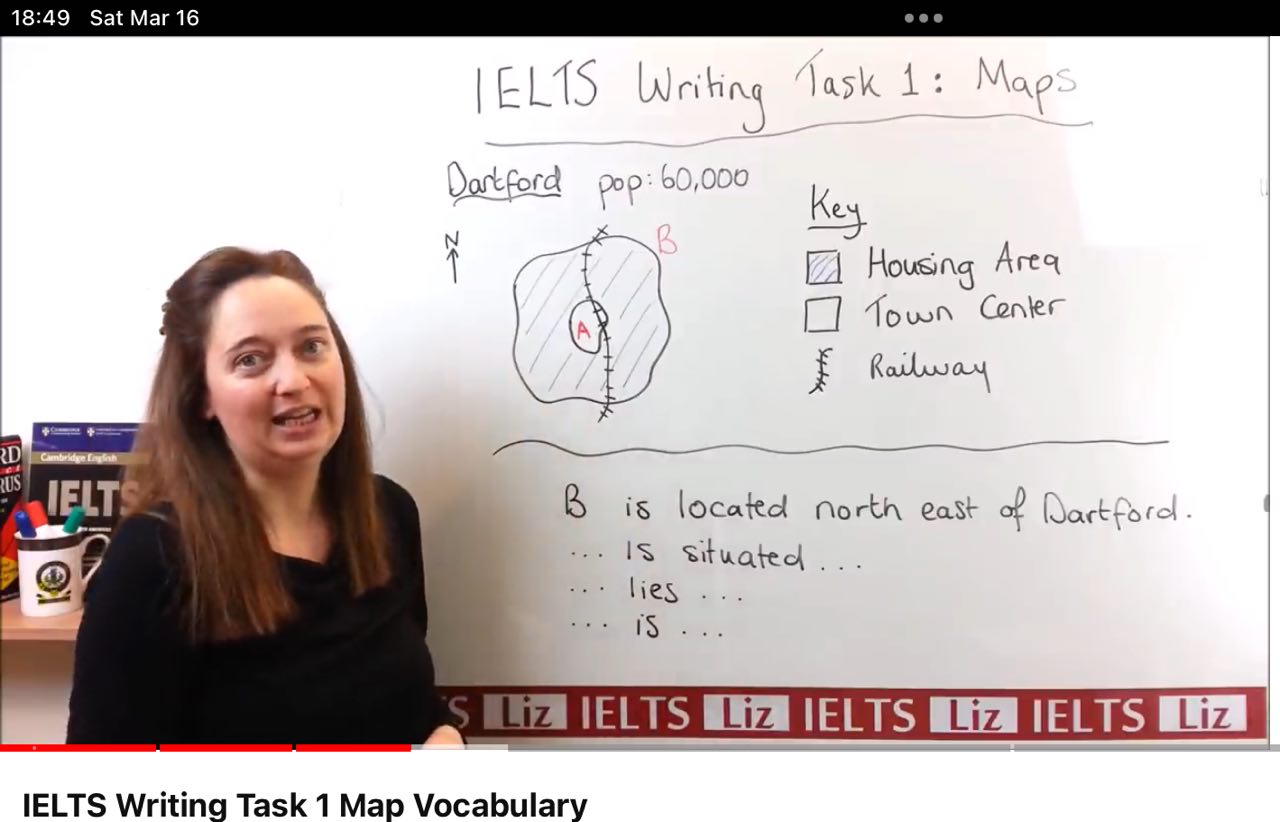 18:49 Sat Mar 16
IELTS Writing Task 1: Maps
Dartford pop: 60,000
N
B
A
Key
Housing Area
Town Center
Railway
B is located north east of Dartford.
... is situated ...
... lies ...
... is ...
RD
RUS
Cambridge English
IELTS
S Liz IELTS Liz IELTS Liz IELTS Liz
IELTS Writing Task 1 Map Vocabulary